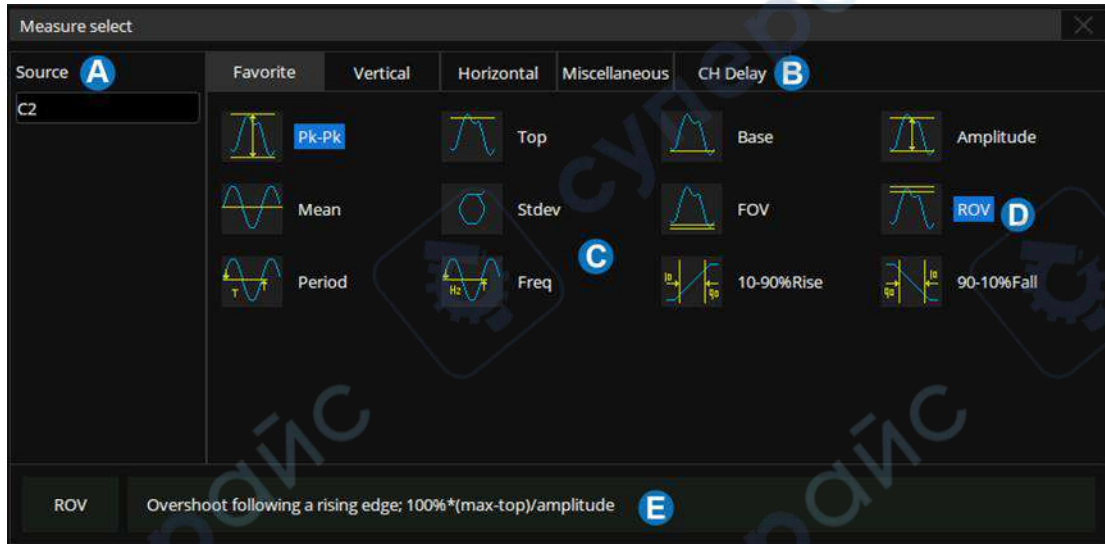 Measure select
Source A Favorite Vertical Horizontal Miscellaneous CH Delay B
C2
Pk-Pk Top Base Amplitude
Mean Stdev FOV ROV D
C
Period Freq 10-90%Rise 90-10%Fall
ROV Overshoot following a rising edge; 100%*(max-top)/amplitude E